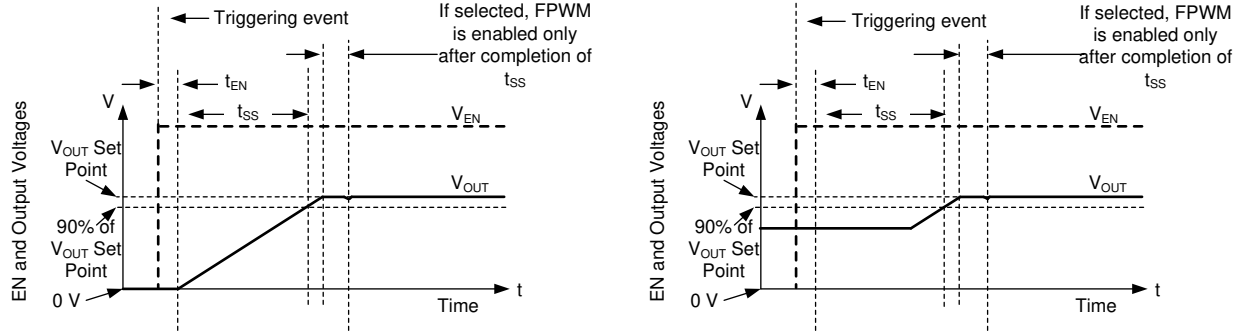 Triggering event
If selected, FPWM
is enabled only
after completion of
tSS
tEN
V
tSS
VEN
EN and Output Voltages
VOUT Set
Point
VOUT
90% of
VOUT Set
Point
0 V
t
Time
Triggering event
If selected, FPWM
is enabled only
after completion of
tSS
tEN
V
tSS
VEN
EN and Output Voltages
VOUT Set
Point
VOUT
90% of
VOUT Set
Point
0 V
t
Time